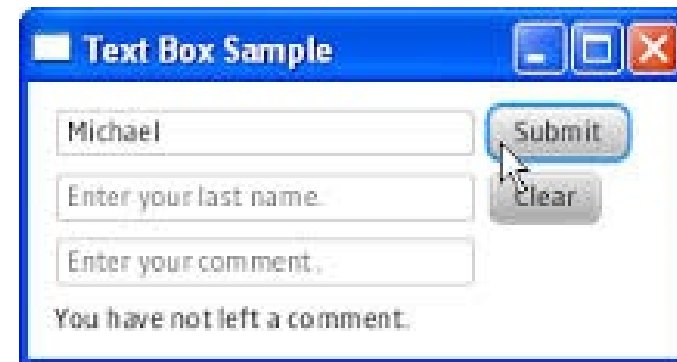 Text Box Sample
Michael Submit
Enter your last name. Clear
Enter your comment.
You have not left a comment.